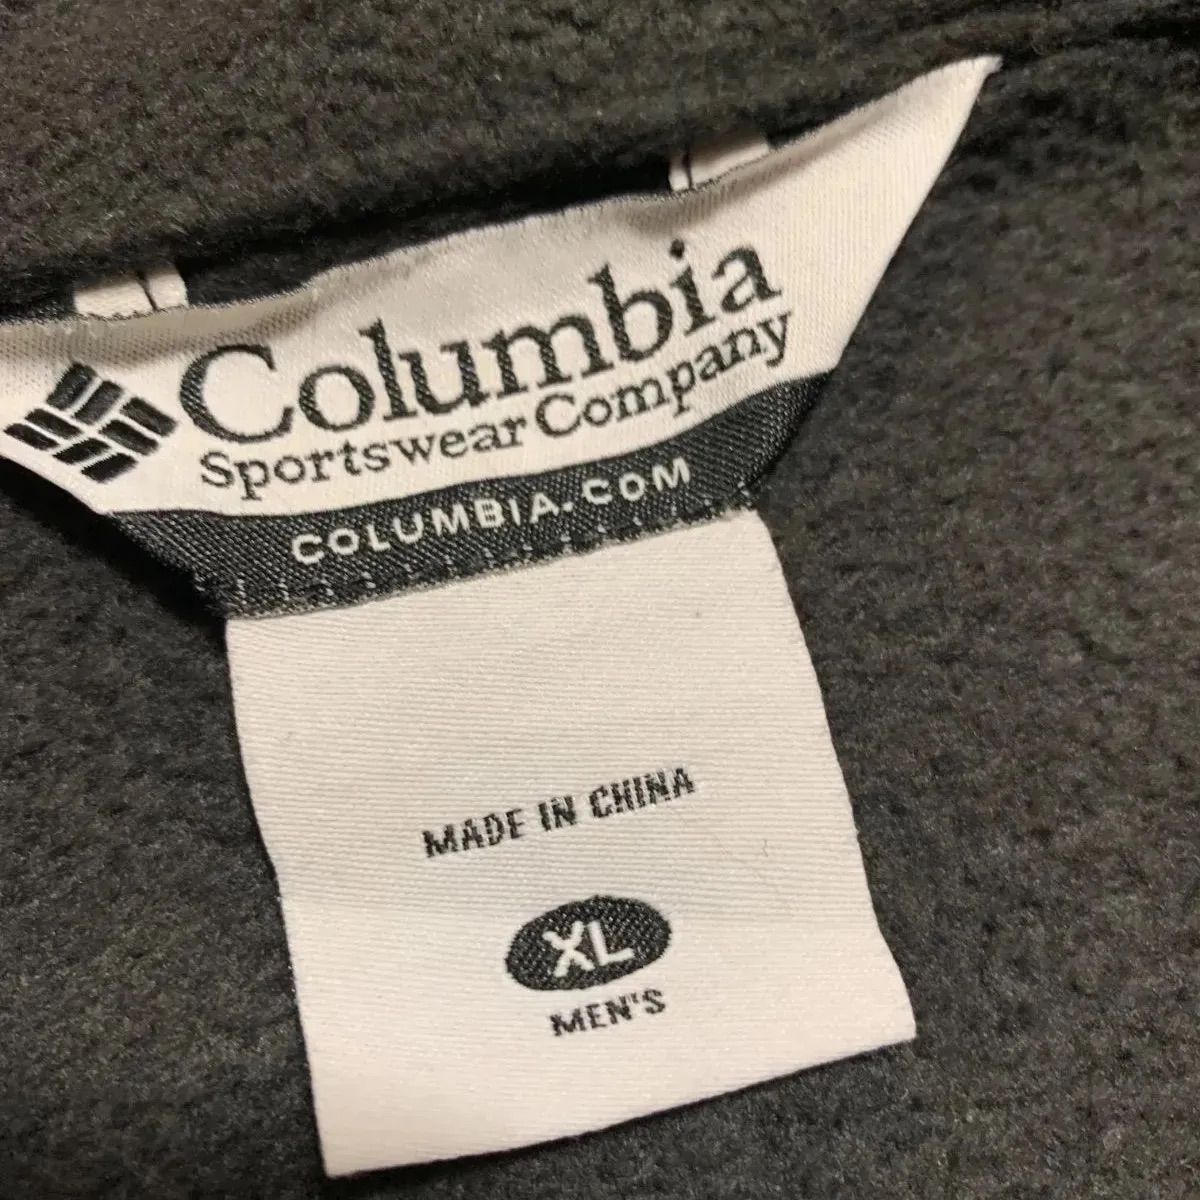 Columbia
Sportswear Company
COLUMBIA.COM
MADE IN CHINA
XL
MEN'S